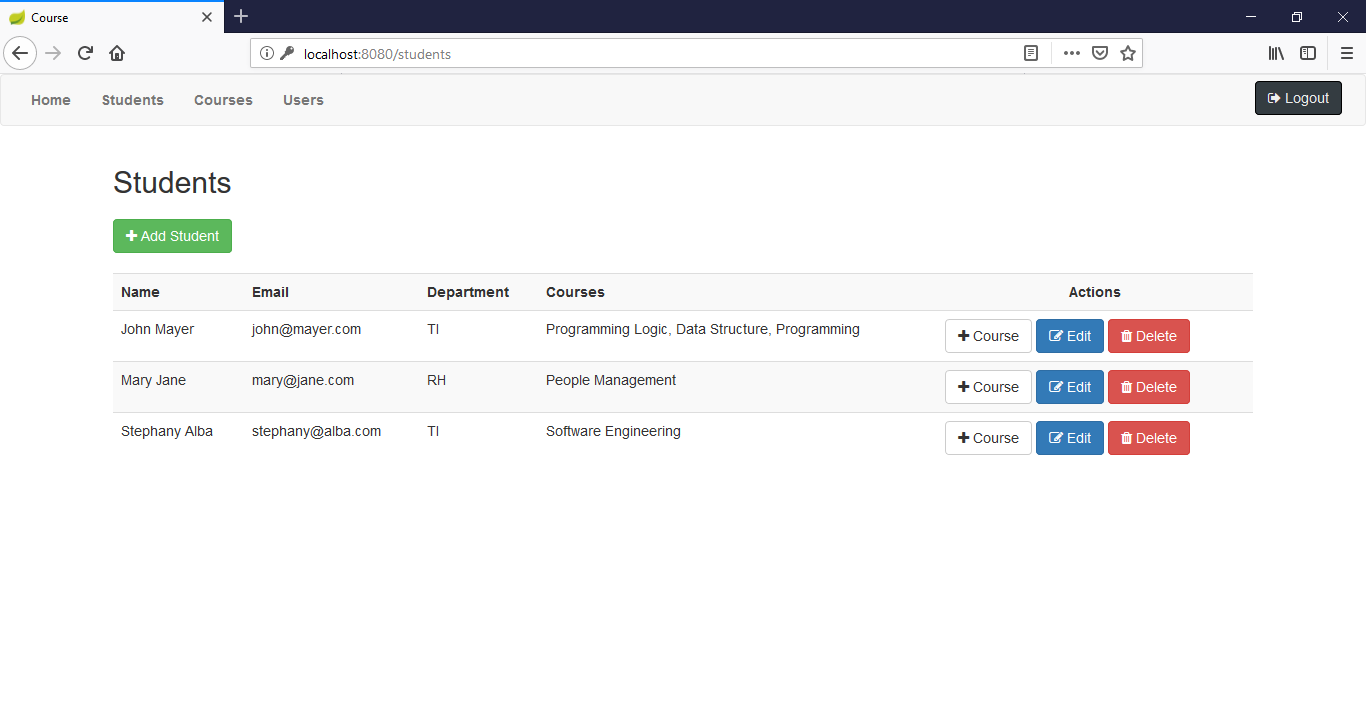 Course
localhost:8080/students
Home Students Courses Users Logout
Students
Add Student
Name Email Department Courses Actions
John Mayer john@mayer.com TI Programming Logic, Data Structure, Programming Course Edit Delete
Mary Jane mary@jane.com RH People Management Course Edit Delete
Stephany Alba stephany@alba.com TI Software Engineering Course Edit Delete